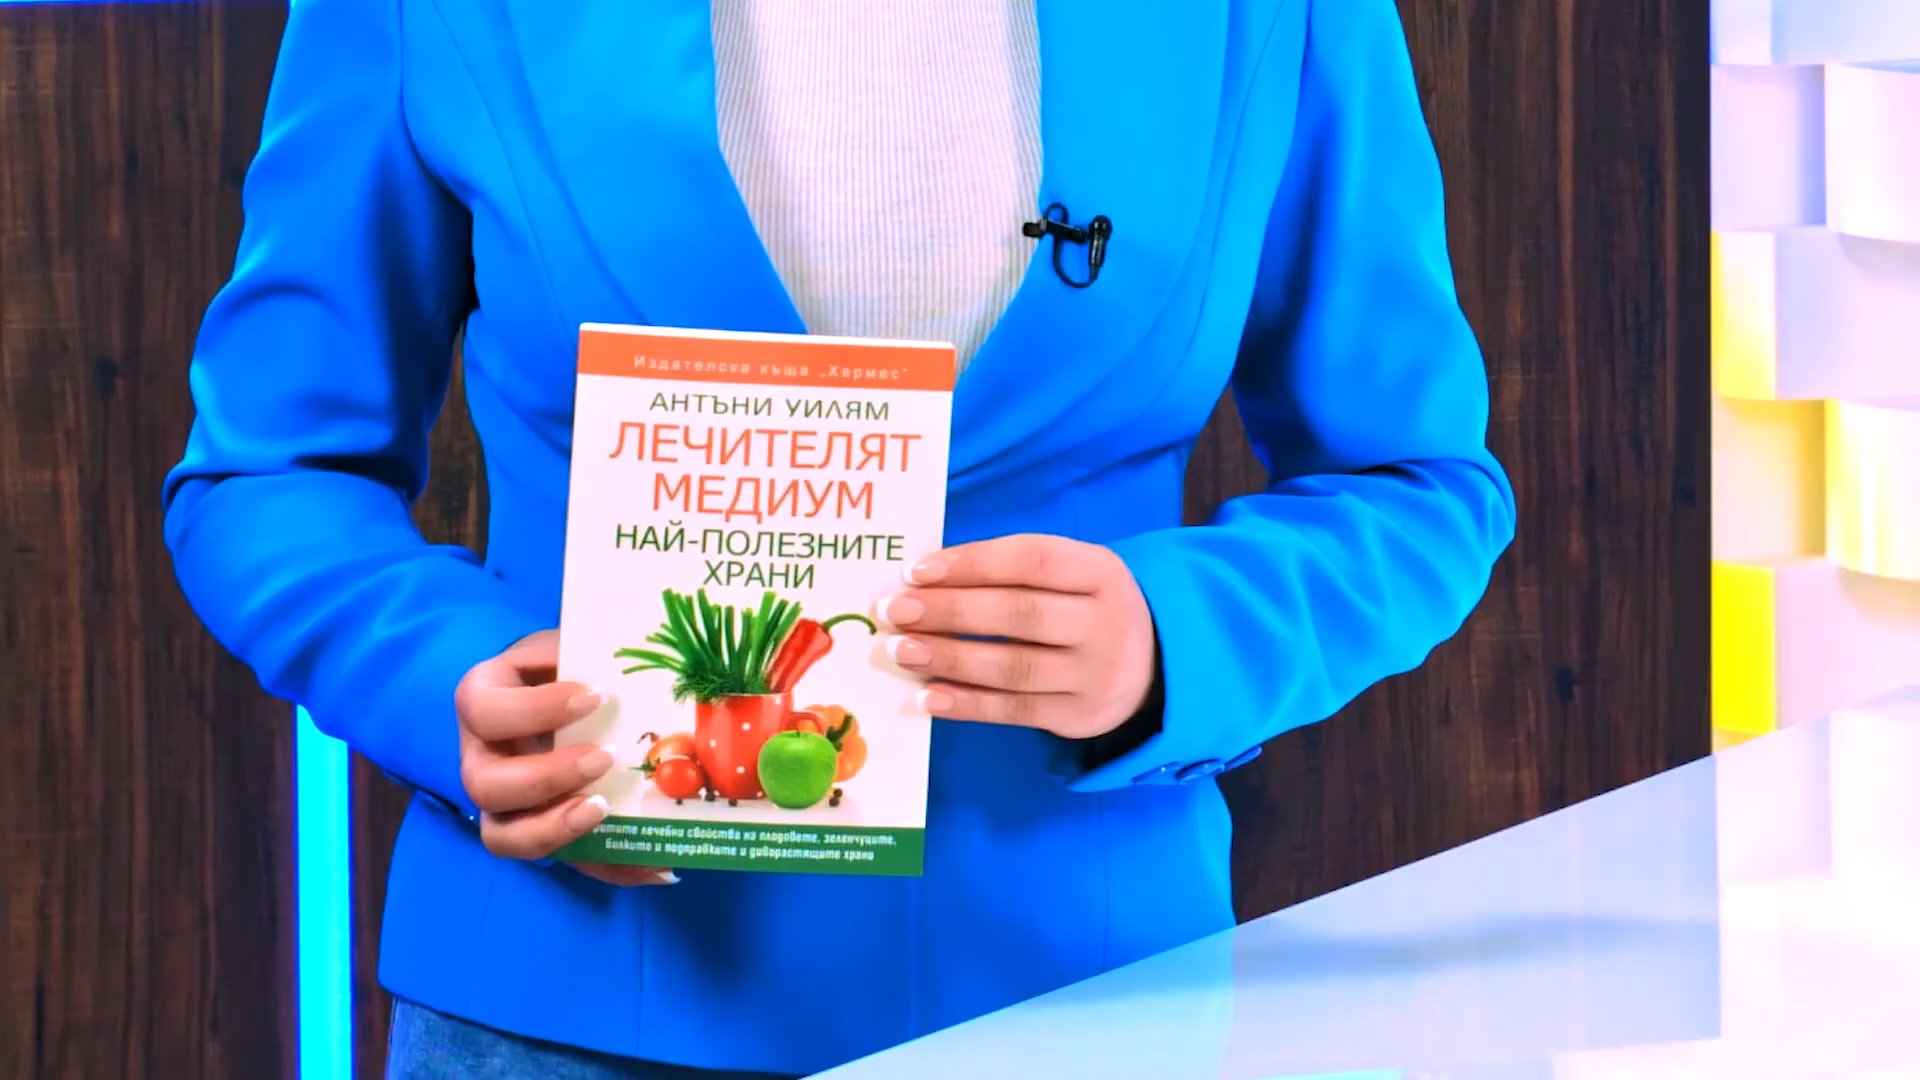 Издателска къща „Хермес“
АНТЪНИ УИЛЯМ
ЛЕЧИТЕЛЯТ
МЕДИУМ
НАЙ-ПОЛЕЗНИТЕ
ХРАНИ
лечебни свойства на плодовете, зеленчуците,
билките и подправките и диворастящите храни